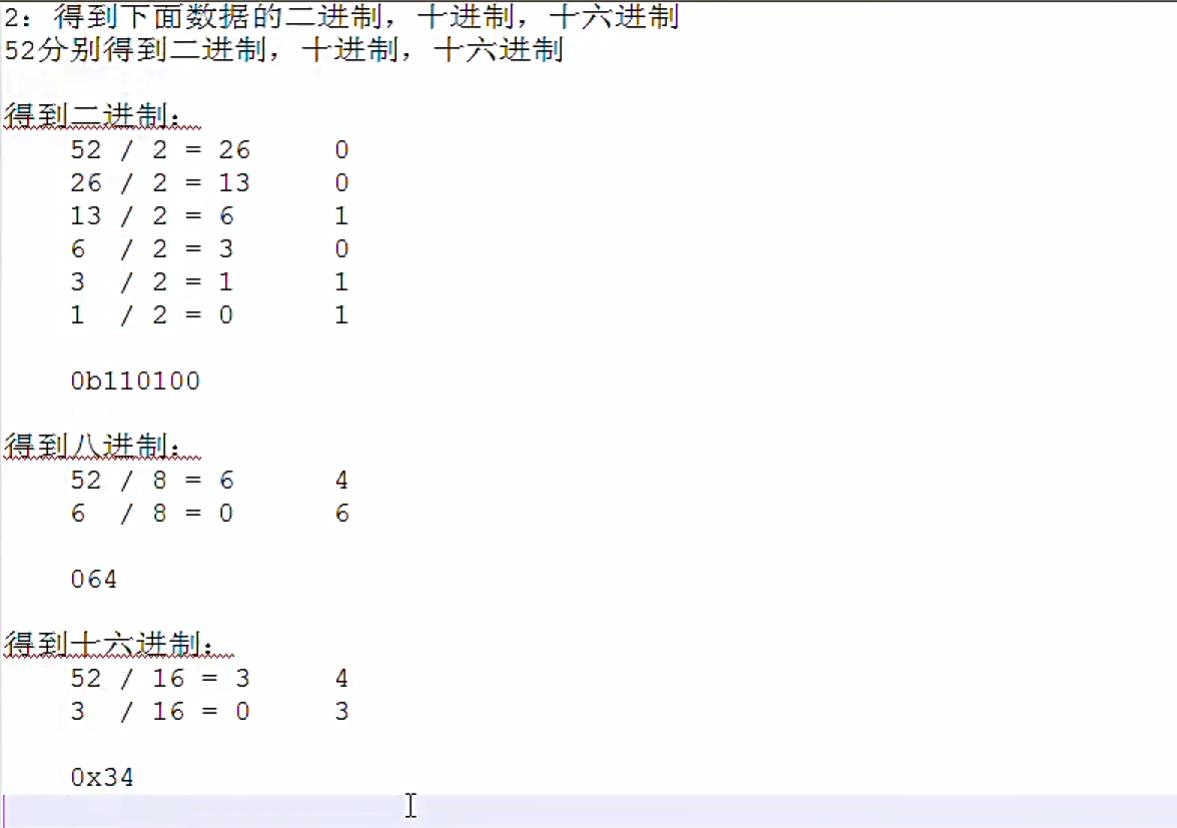 2：得到下面数据的二进制，十进制，十六进制
52分别得到二进制，十进制，十六进制
得到二进制：
52 / 2 = 26 0
26 / 2 = 13 0
13 / 2 = 6 1
6 / 2 = 3 0
3 / 2 = 1 1
1 / 2 = 0 1
0b110100
得到八进制：
52 / 8 = 6 4
6 / 8 = 0 6
064
得到十六进制：
52 / 16 = 3 4
3 / 16 = 0 3
0x34